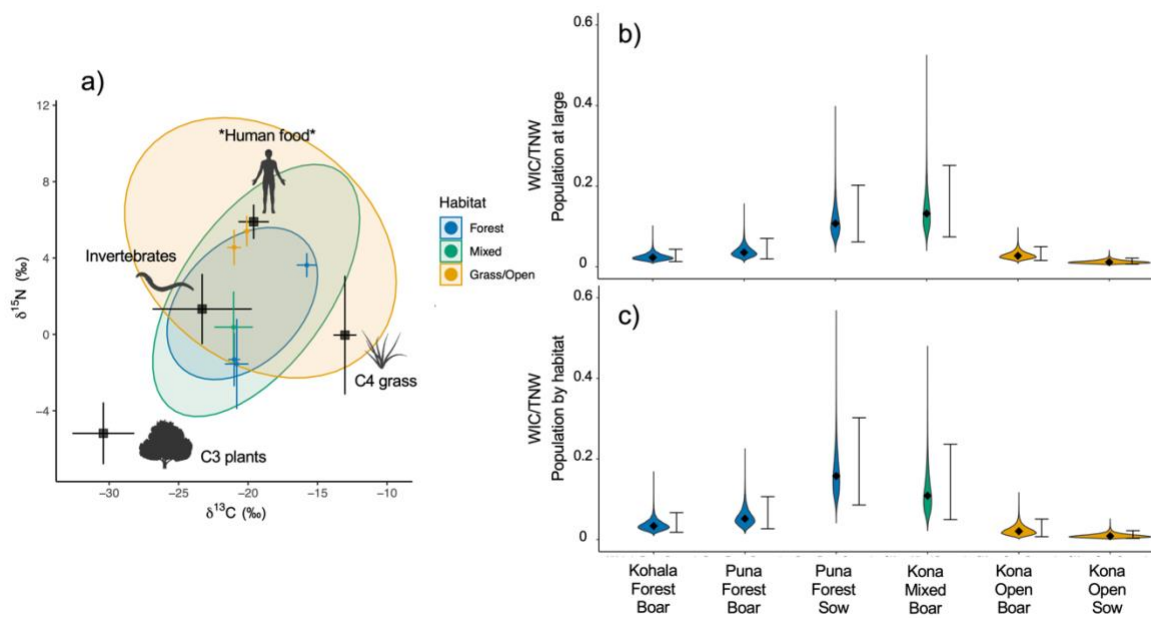 a)
12
8
4
0
−4
δ¹⁵N (‰)
−30
−25
−20
−15
−10
δ¹³C (‰)
*Human food*
Invertebrates
C4 grass
C3 plants
Habitat
Forest
Mixed
Grass/Open
b)
0.6
0.4
0.2
0
WIC/TNW
Population at large
c)
0.6
0.4
0.2
0
WIC/TNW
Population by habitat
Kohala
Forest
Boar
Puna
Forest
Boar
Puna
Forest
Sow
Kona
Mixed
Boar
Kona
Open
Boar
Kona
Open
Sow